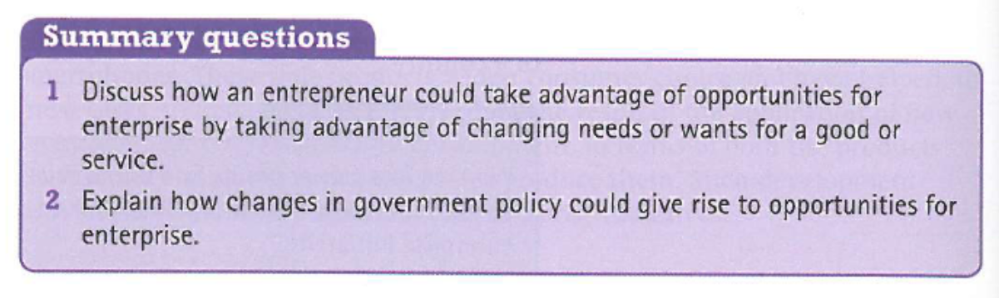 Summary questions
1 Discuss how an entrepreneur could take advantage of opportunities for
enterprise by taking advantage of changing needs or wants for a good or
service.
2 Explain how changes in government policy could give rise to opportunities for
enterprise.